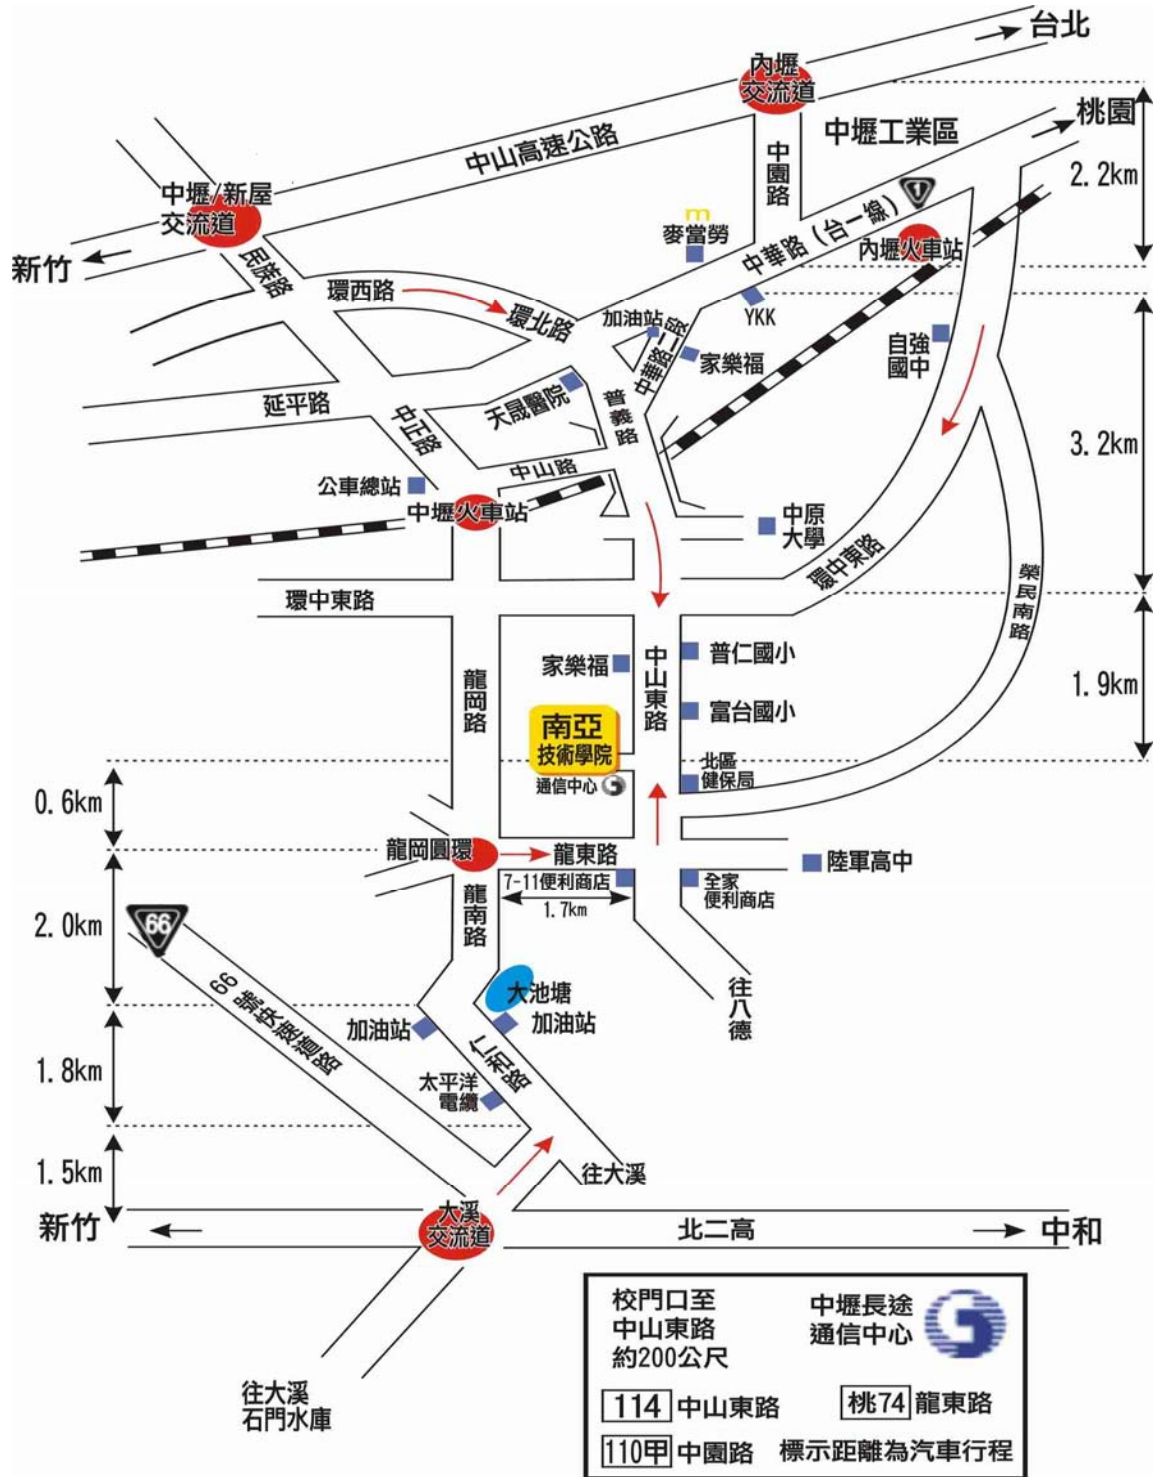 台北
內壢
交流道
中壢工業區
桃園
中山高速公路
中園路
2.2km
中壢/新屋
交流道
1
m
麥當勞
中華路（台一線）
內壢火車站
新竹
民族路
環西路
環北路
加油站
YKK
中華路二段
家樂福
自強
國中
延平路
中正路
天晟醫院
普義路
3.2km
中山路
公車總站
中壢火車站
中原
大學
環中東路
榮民南路
環中東路
龍岡路
家樂福
中山東路
普仁國小
1.9km
南亞
技術學院
富台國小
北區
健保局
通信中心
0.6km
龍岡圓環
龍東路
陸軍高中
7-11便利商店
全家
便利商店
1.7km
龍南路
2.0km
66
66號快速道路
大池塘
往八德
加油站
加油站
仁和路
1.8km
太平洋
電纜
1.5km
往大溪
新竹
大溪
交流道
北二高
中和
往大溪
石門水庫
校門口至
中山東路
約200公尺
中壢長途
通信中心
114 中山東路
桃74 龍東路
110甲 中園路
標示距離為汽車行程